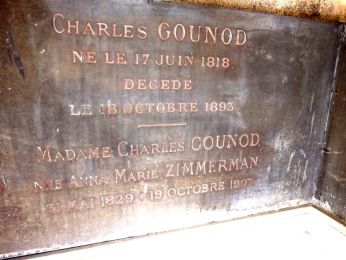 CHARLES GOUNOD
NÉ LE 17 JUIN 1818
DÉCÉDÉ
LE 18 OCTOBRE 1893
MADAME CHARLES GOUNOD
NÉE ANNA MARIE ZIMMERMAN
31 MAI 1829 - 19 OCTOBRE